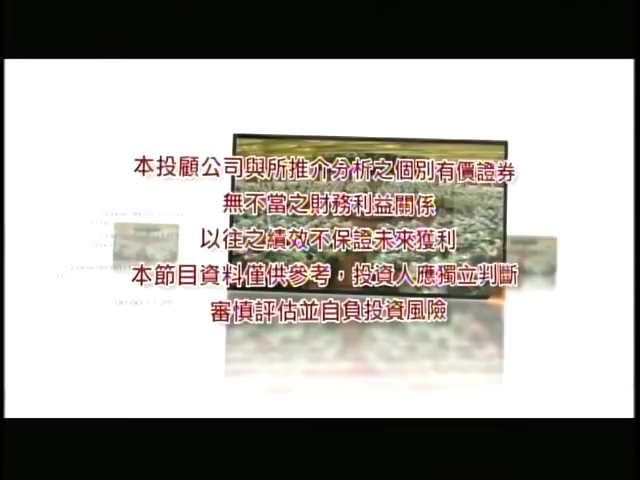 本投顧公司與所推介分析之個別有價證券
無不當之財務利益關係
以往之績效不保證未來獲利
本節目資料僅供參考，投資人應獨立判斷
審慎評估並自負投資風險